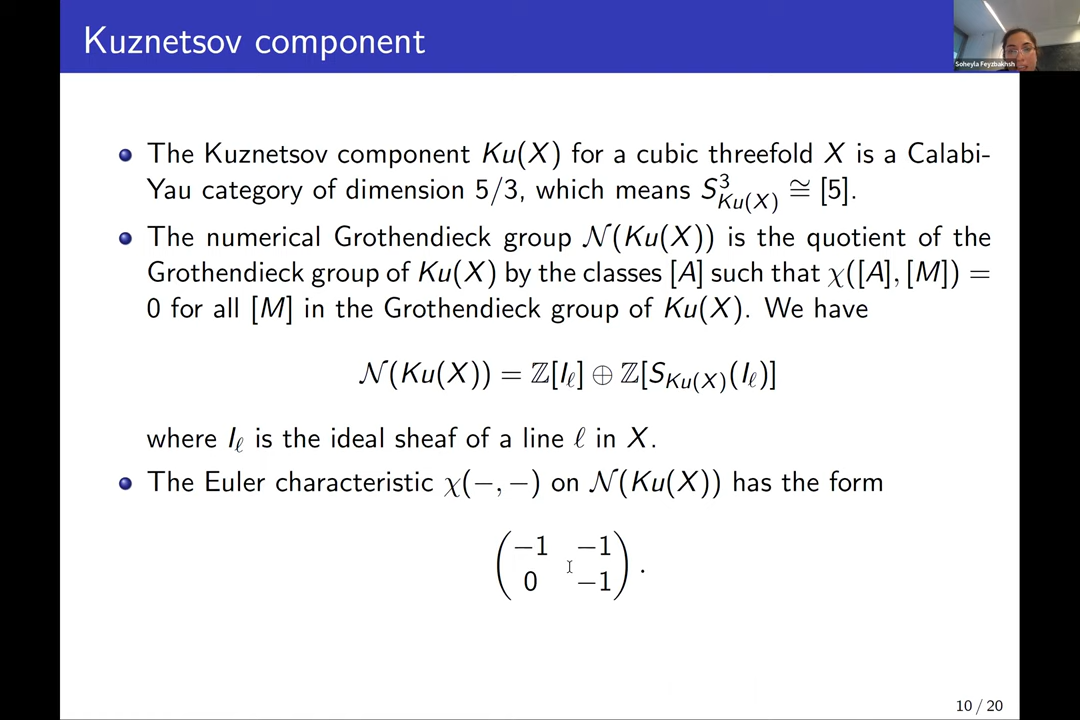 Kuznetsov component
Soheyla Feyzbakhsh
The Kuznetsov component Ku(X) for a cubic threefold X is a Calabi-
Yau category of dimension 5/3, which means S³_{Ku(X)} ≅ [5].
The numerical Grothendieck group 𝒩(Ku(X)) is the quotient of the
Grothendieck group of Ku(X) by the classes [A] such that χ([A], [M]) =
0 for all [M] in the Grothendieck group of Ku(X). We have
𝒩(Ku(X)) = ℤ[I_ℓ] ⊕ ℤ[S_{Ku(X)}(I_ℓ)]
where I_ℓ is the ideal sheaf of a line ℓ in X.
The Euler characteristic χ(−, −) on 𝒩(Ku(X)) has the form
(−1 −1
0 −1).
10 / 20